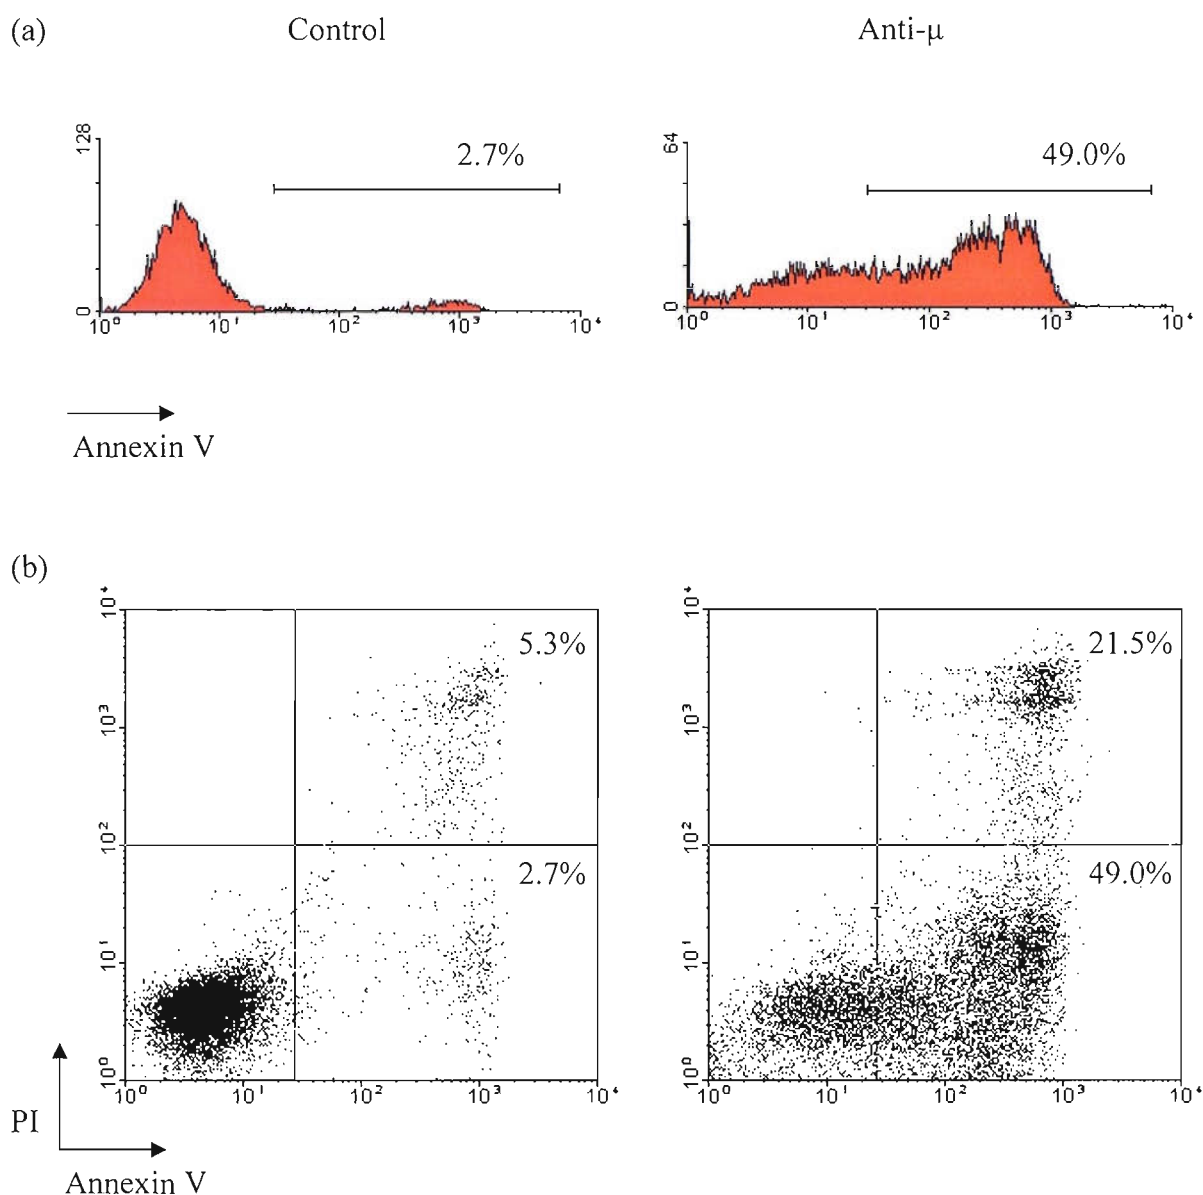 (a) Control Anti-μ
128 2.7% 64 49.0%
0 0
10⁰ 10¹ 10² 10³ 10⁴ 10⁰ 10¹ 10² 10³ 10⁴
Annexin V
(b)
10⁴ 5.3% 10⁴ 21.5%
10³ 10³
10² 2.7% 10² 49.0%
10¹ 10¹
10⁰ 10⁰
10⁰ 10¹ 10² 10³ 10⁴ 10⁰ 10¹ 10² 10³ 10⁴
PI
Annexin V